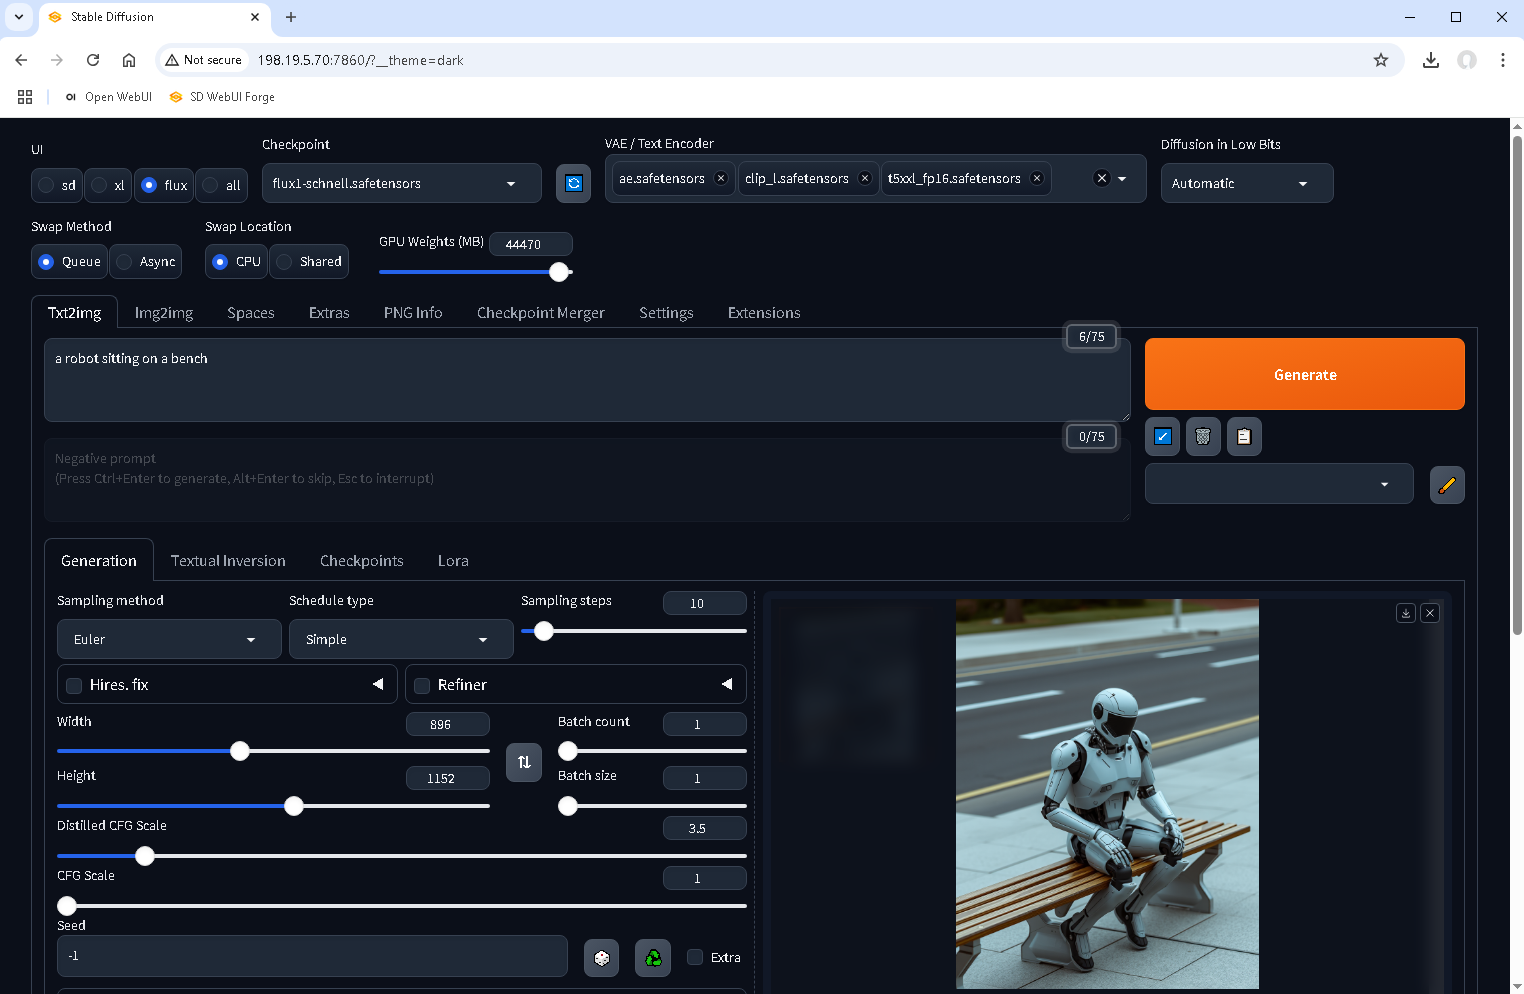 Stable Diffusion
Not secure 198.19.5.70:7860/?__theme=dark
Open WebUI SD WebUI Forge
UI
sd xl flux all
Checkpoint
flux1-schnell.safetensors
VAE / Text Encoder
ae.safetensors clip_l.safetensors t5xxl_fp16.safetensors
Diffusion in Low Bits
Automatic
Swap Method
Queue Async
Swap Location
CPU Shared
GPU Weights (MB) 44470
Txt2img Img2img Spaces Extras PNG Info Checkpoint Merger Settings Extensions
6/75
a robot sitting on a bench
Generate
0/75
Negative prompt
(Press Ctrl+Enter to generate, Alt+Enter to skip, Esc to interrupt)
Generation Textual Inversion Checkpoints Lora
Sampling method
Euler
Schedule type
Simple
Sampling steps 10
Hires. fix Refiner
Width 896
Batch count 1
Height 1152
Batch size 1
Distilled CFG Scale 3.5
CFG Scale 1
Seed
-1
Extra